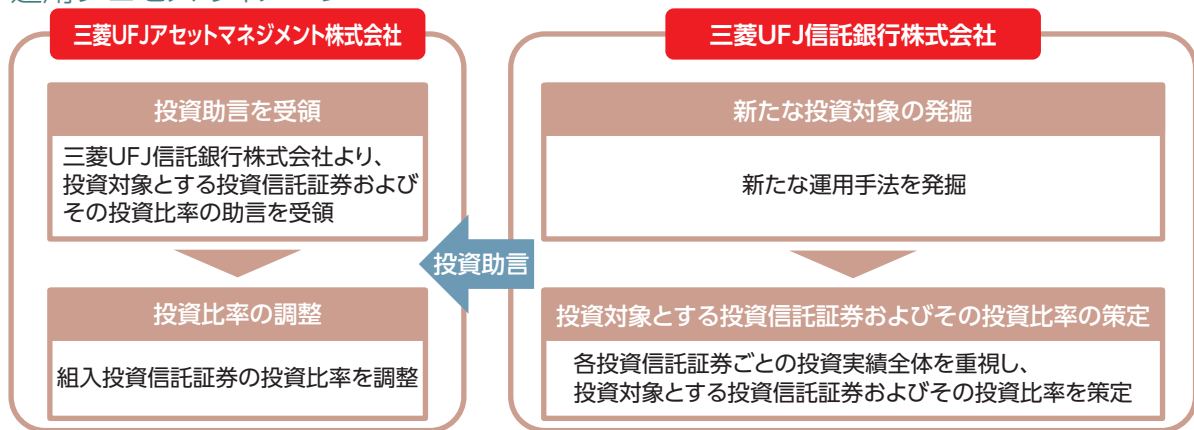 三菱UFJアセットマネジメント株式会社
投資助言を受領
三菱UFJ信託銀行株式会社より、
投資対象とする投資信託証券および
その投資比率の助言を受領
投資比率の調整
組入投資信託証券の投資比率を調整
投資助言
三菱UFJ信託銀行株式会社
新たな投資対象の発掘
新たな運用手法を発掘
投資対象とする投資信託証券およびその投資比率の策定
各投資信託証券ごとの投資実績全体を重視し、
投資対象とする投資信託証券およびその投資比率を策定